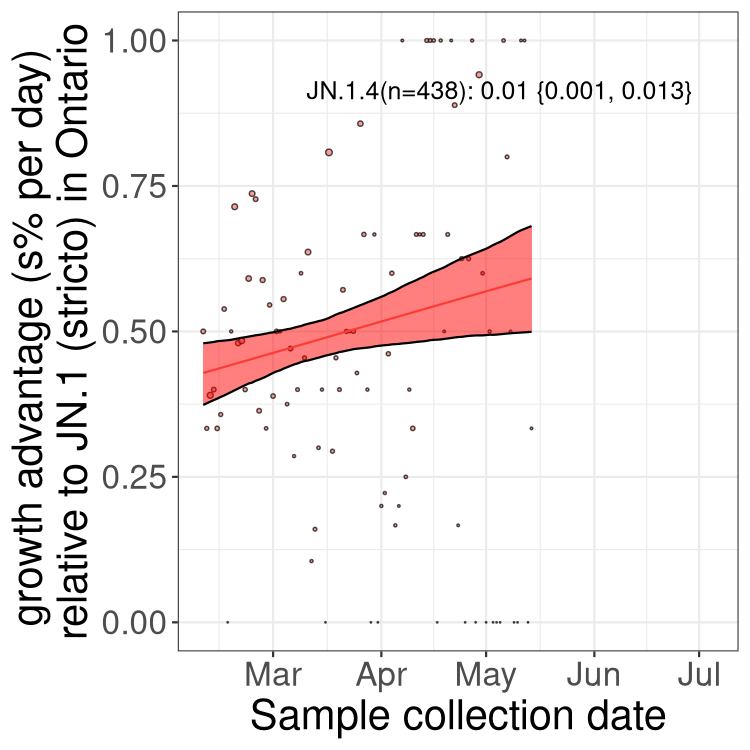 growth advantage (s% per day)
relative to JN.1 (stricto) in Ontario
1.00
0.75
0.50
0.25
0.00
JN.1.4(n=438): 0.01 {0.001, 0.013}
Mar Apr May Jun Jul
Sample collection date